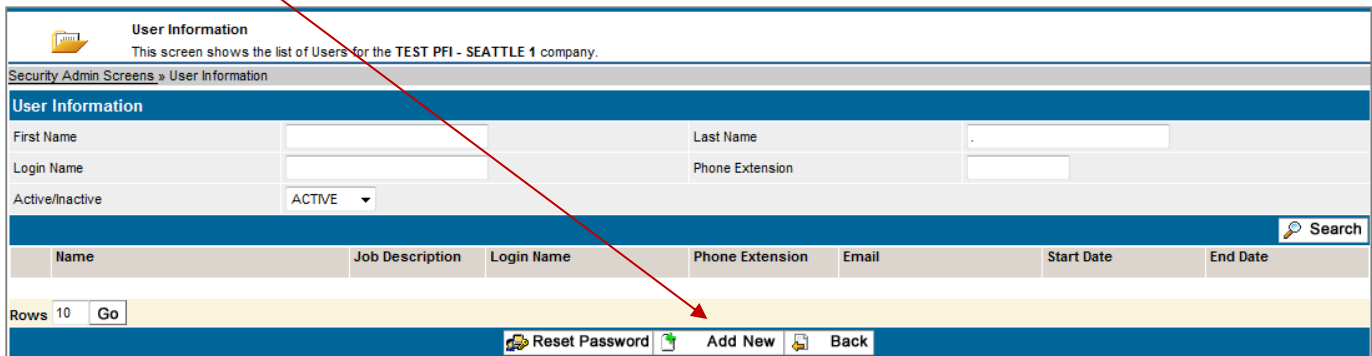 User Information
This screen shows the list of Users for the TEST PFI - SEATTLE 1 company.
Security Admin Screens » User Information
User Information
First Name Last Name .
Login Name Phone Extension
Active/Inactive ACTIVE
Search
Name Job Description Login Name Phone Extension Email Start Date End Date
Rows 10 Go
Reset Password Add New Back